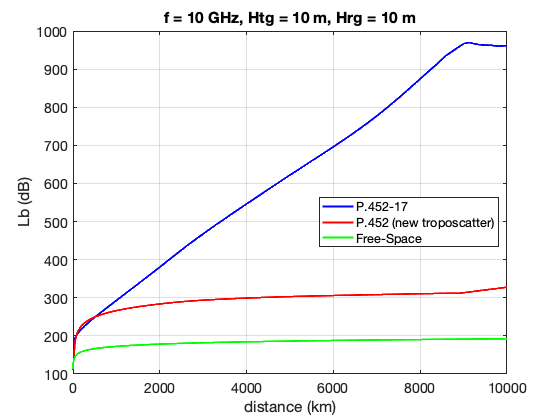 f = 10 GHz, Htg = 10 m, Hrg = 10 m
1000
900
800
700
600
500
400
300
200
100
Lb (dB)
P.452-17
P.452 (new troposcatter)
Free-Space
0
2000
4000
6000
8000
10000
distance (km)